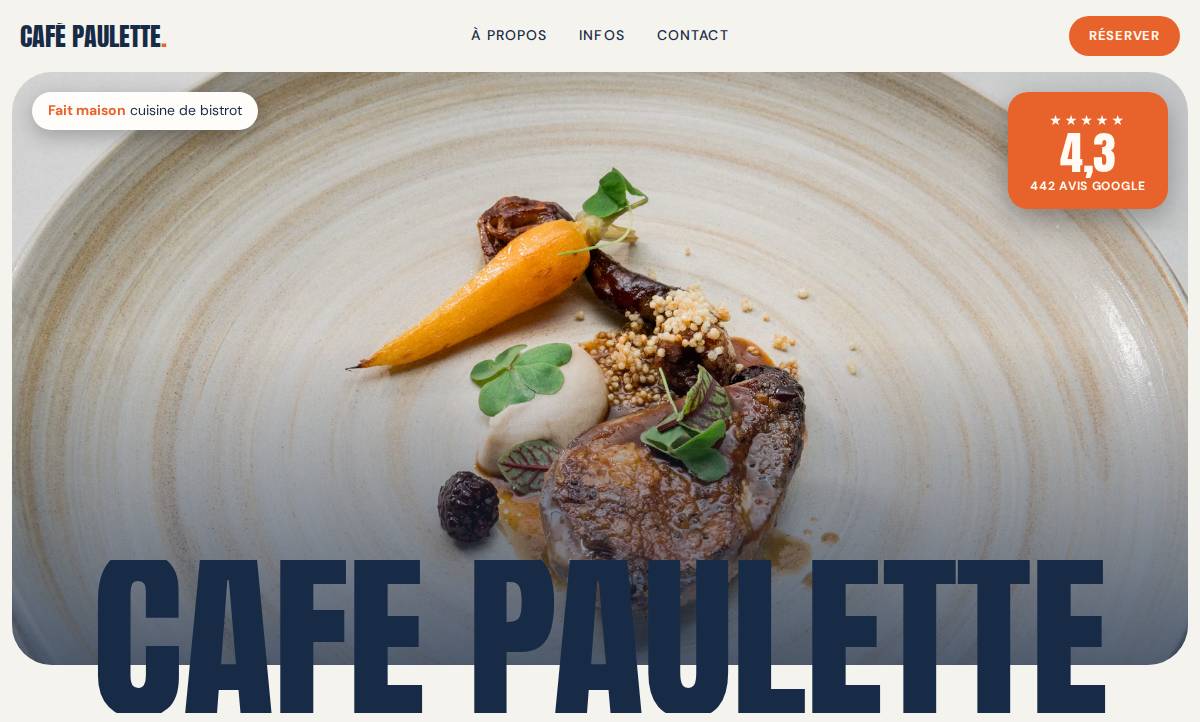 CAFÉ PAULETTE.
À PROPOS
INFOS
CONTACT
RÉSERVER
Fait maison cuisine de bistrot
★★★★★
4,3
442 AVIS GOOGLE
CAFE PAULETTE